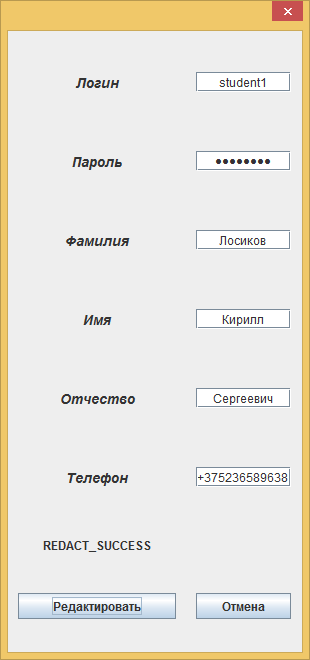 Логин student1
Пароль ●●●●●●●●
Фамилия Лосиков
Имя Кирилл
Отчество Сергеевич
Телефон +375236589638
REDACT_SUCCESS
Редактировать Отмена